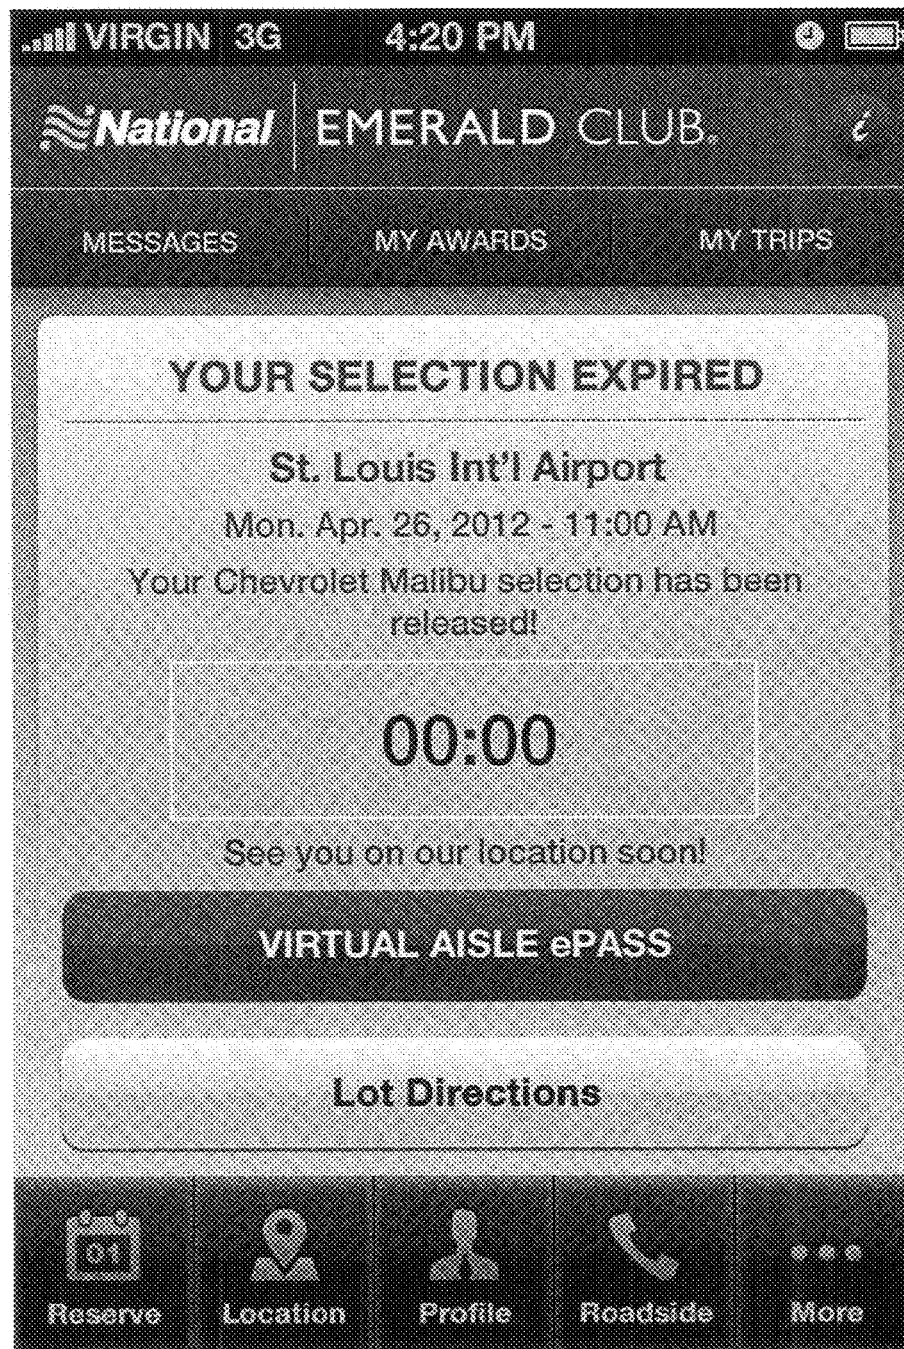 VIRGIN 3G 4:20 PM
National EMERALD CLUB® i
MESSAGES MY AWARDS MY TRIPS
YOUR SELECTION EXPIRED
St. Louis Int'l Airport
Mon. Apr. 26, 2012 - 11:00 AM
Your Chevrolet Malibu selection has been
released!
00:00
See you on our location soon!
VIRTUAL AISLE ePASS
Lot Directions
01
Reserve Location Profile Roadside More